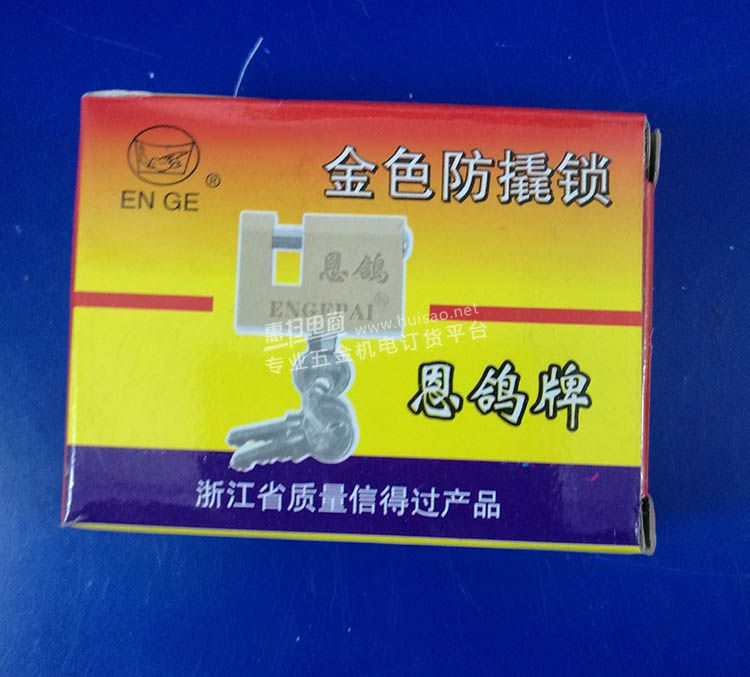 金色防撬锁
EN GE ®
恩鸽
ENGEPAI ®
惠扫电商 www.huisao.net
专业五金机电订货平台
恩鸽牌
浙江省质量信得过产品